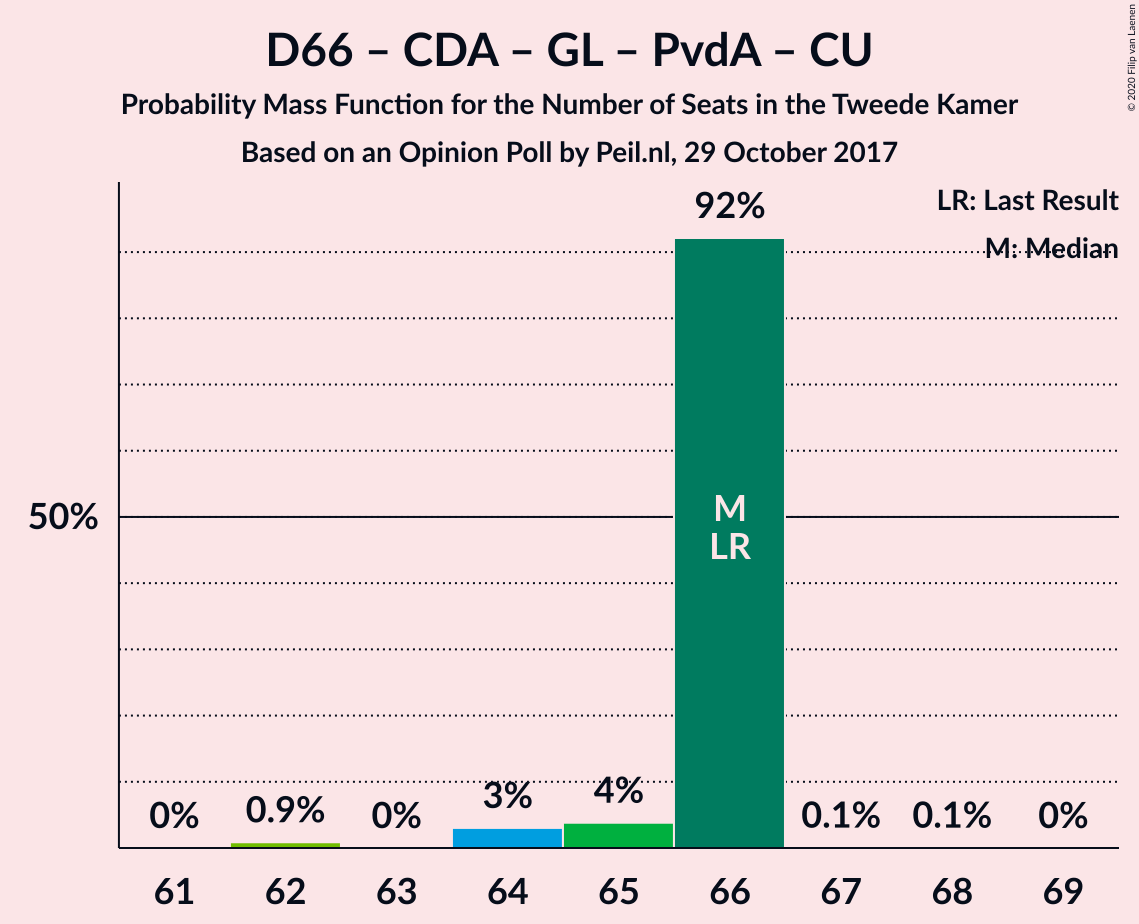 D66 – CDA – GL – PvdA – CU
Probability Mass Function for the Number of Seats in the Tweede Kamer
Based on an Opinion Poll by Peil.nl, 29 October 2017
© 2020 Filip van Laenen
LR: Last Result
M: Median
92%
50%
M
LR
0%
0.9%
0%
3%
4%
0.1%
0.1%
0%
61
62
63
64
65
66
67
68
69